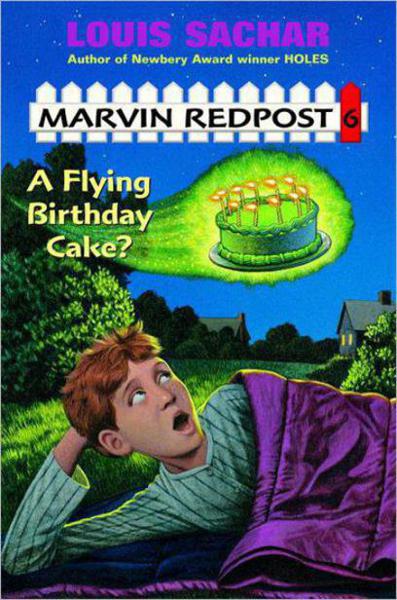 LOUIS SACHAR
Author of Newbery Award winner HOLES
MARVIN REDPOST 6
A Flying
Birthday
Cake?